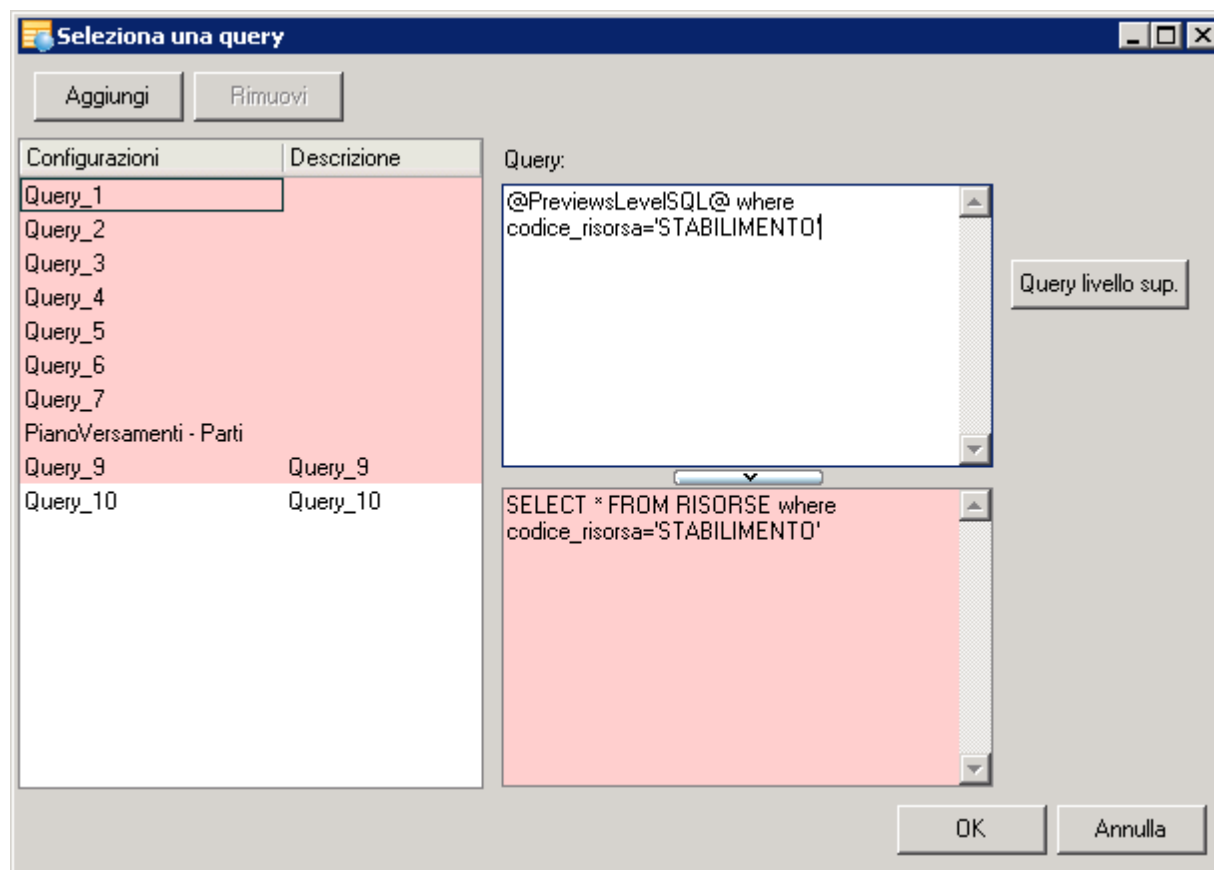 Seleziona una query
Aggiungi Rimuovi
Configurazioni Descrizione
Query_1
Query_2
Query_3
Query_4
Query_5
Query_6
Query_7
PianoVersamenti - Parti
Query_9 Query_9
Query_10 Query_10
Query:
@PreviewsLevelSQL@ where
codice_risorsa='STABILIMENTO'
Query livello sup.
SELECT * FROM RISORSE where
codice_risorsa='STABILIMENTO'
OK Annulla